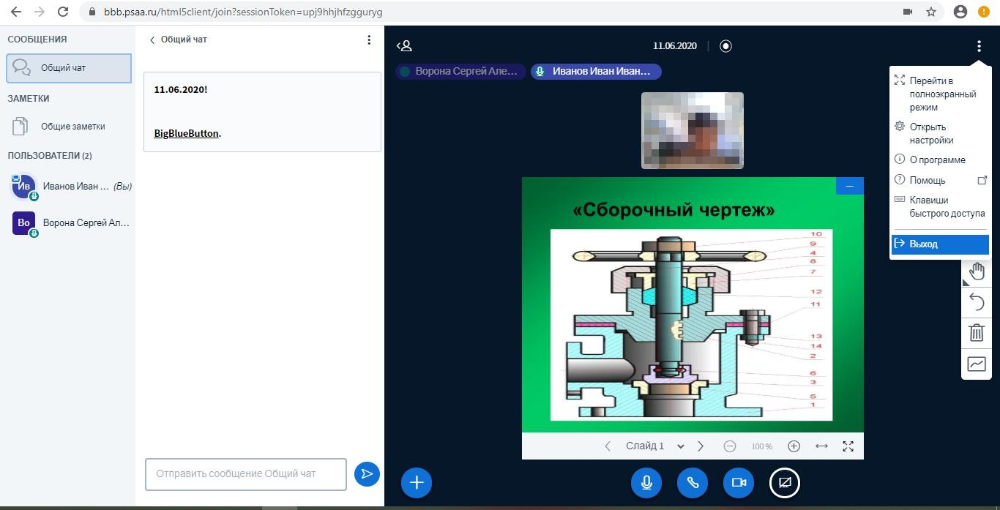 bbb.psaa.ru/html5client/join?sessionToken=upj9hhjhfzgguryg
СООБЩЕНИЯ
Общий чат
ЗАМЕТКИ
Общие заметки
ПОЛЬЗОВАТЕЛИ (2)
Ив
Иванов Иван ... (Вы)
Во
Ворона Сергей Ал...
Общий чат
11.06.2020!
BigBlueButton.
Отправить сообщение Общий чат
11.06.2020
Ворона Сергей Але...
Иванов Иван Иван...
«Сборочный чертеж»
10
9
4
8
7
12
11
13
14
2
6
3
5
1
Слайд 1
100 %
Перейти в
полноэкранный
режим
Открыть
настройки
О программе
Помощь
Клавиши
быстрого доступа
Выход